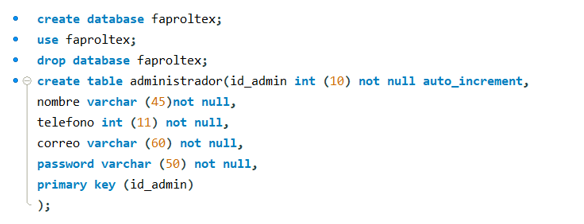 create database faproltex;
use faproltex;
drop database faproltex;
create table administrador(id_admin int (10) not null auto_increment,
nombre varchar (45)not null,
telefono int (11) not null,
correo varchar (60) not null,
password varchar (50) not null,
primary key (id_admin)
);